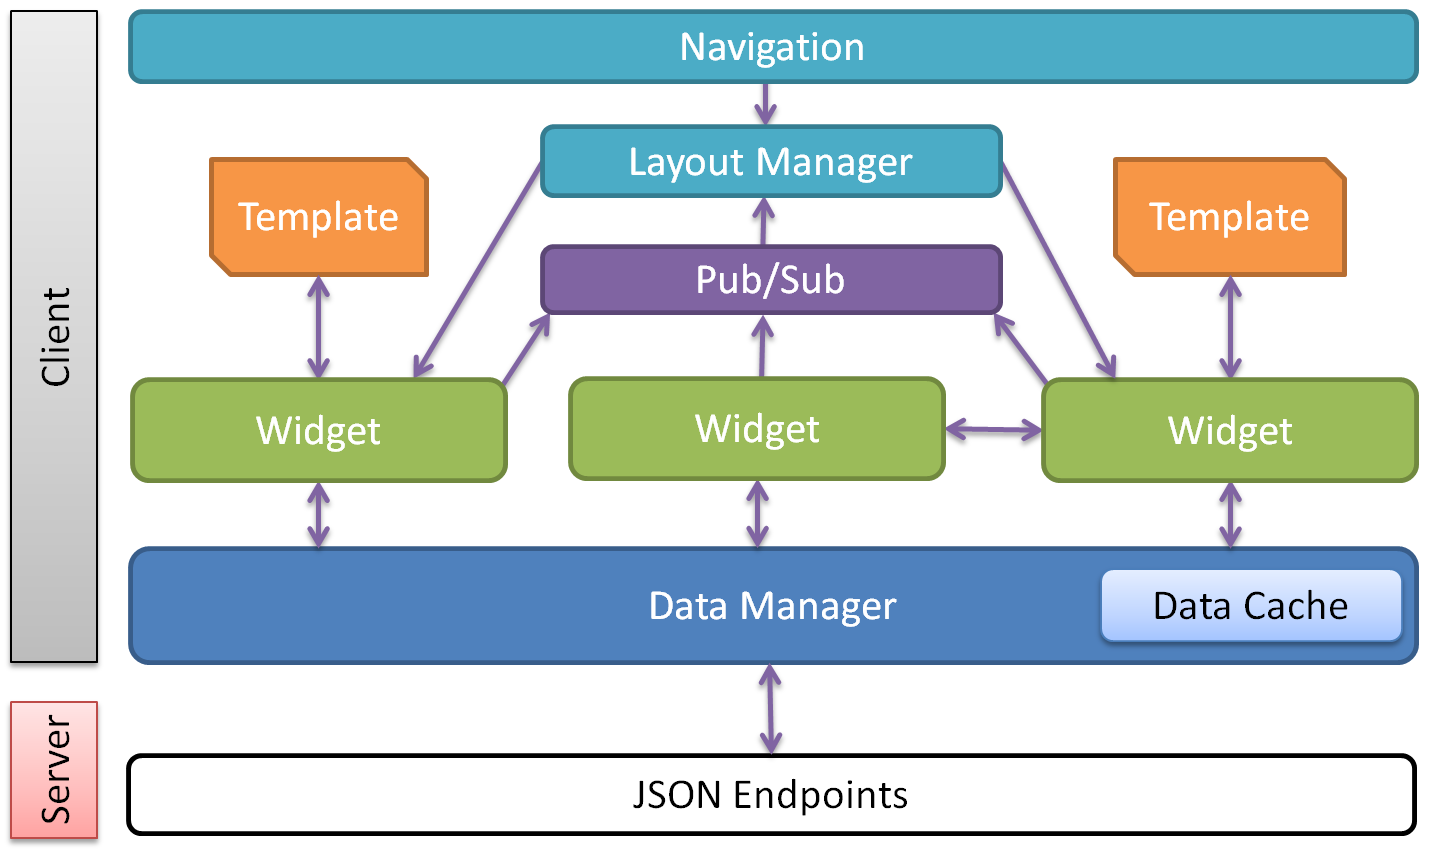 Client
Navigation
Layout Manager
Template
Template
Pub/Sub
Widget
Widget
Widget
Data Manager
Data Cache
Server
JSON Endpoints